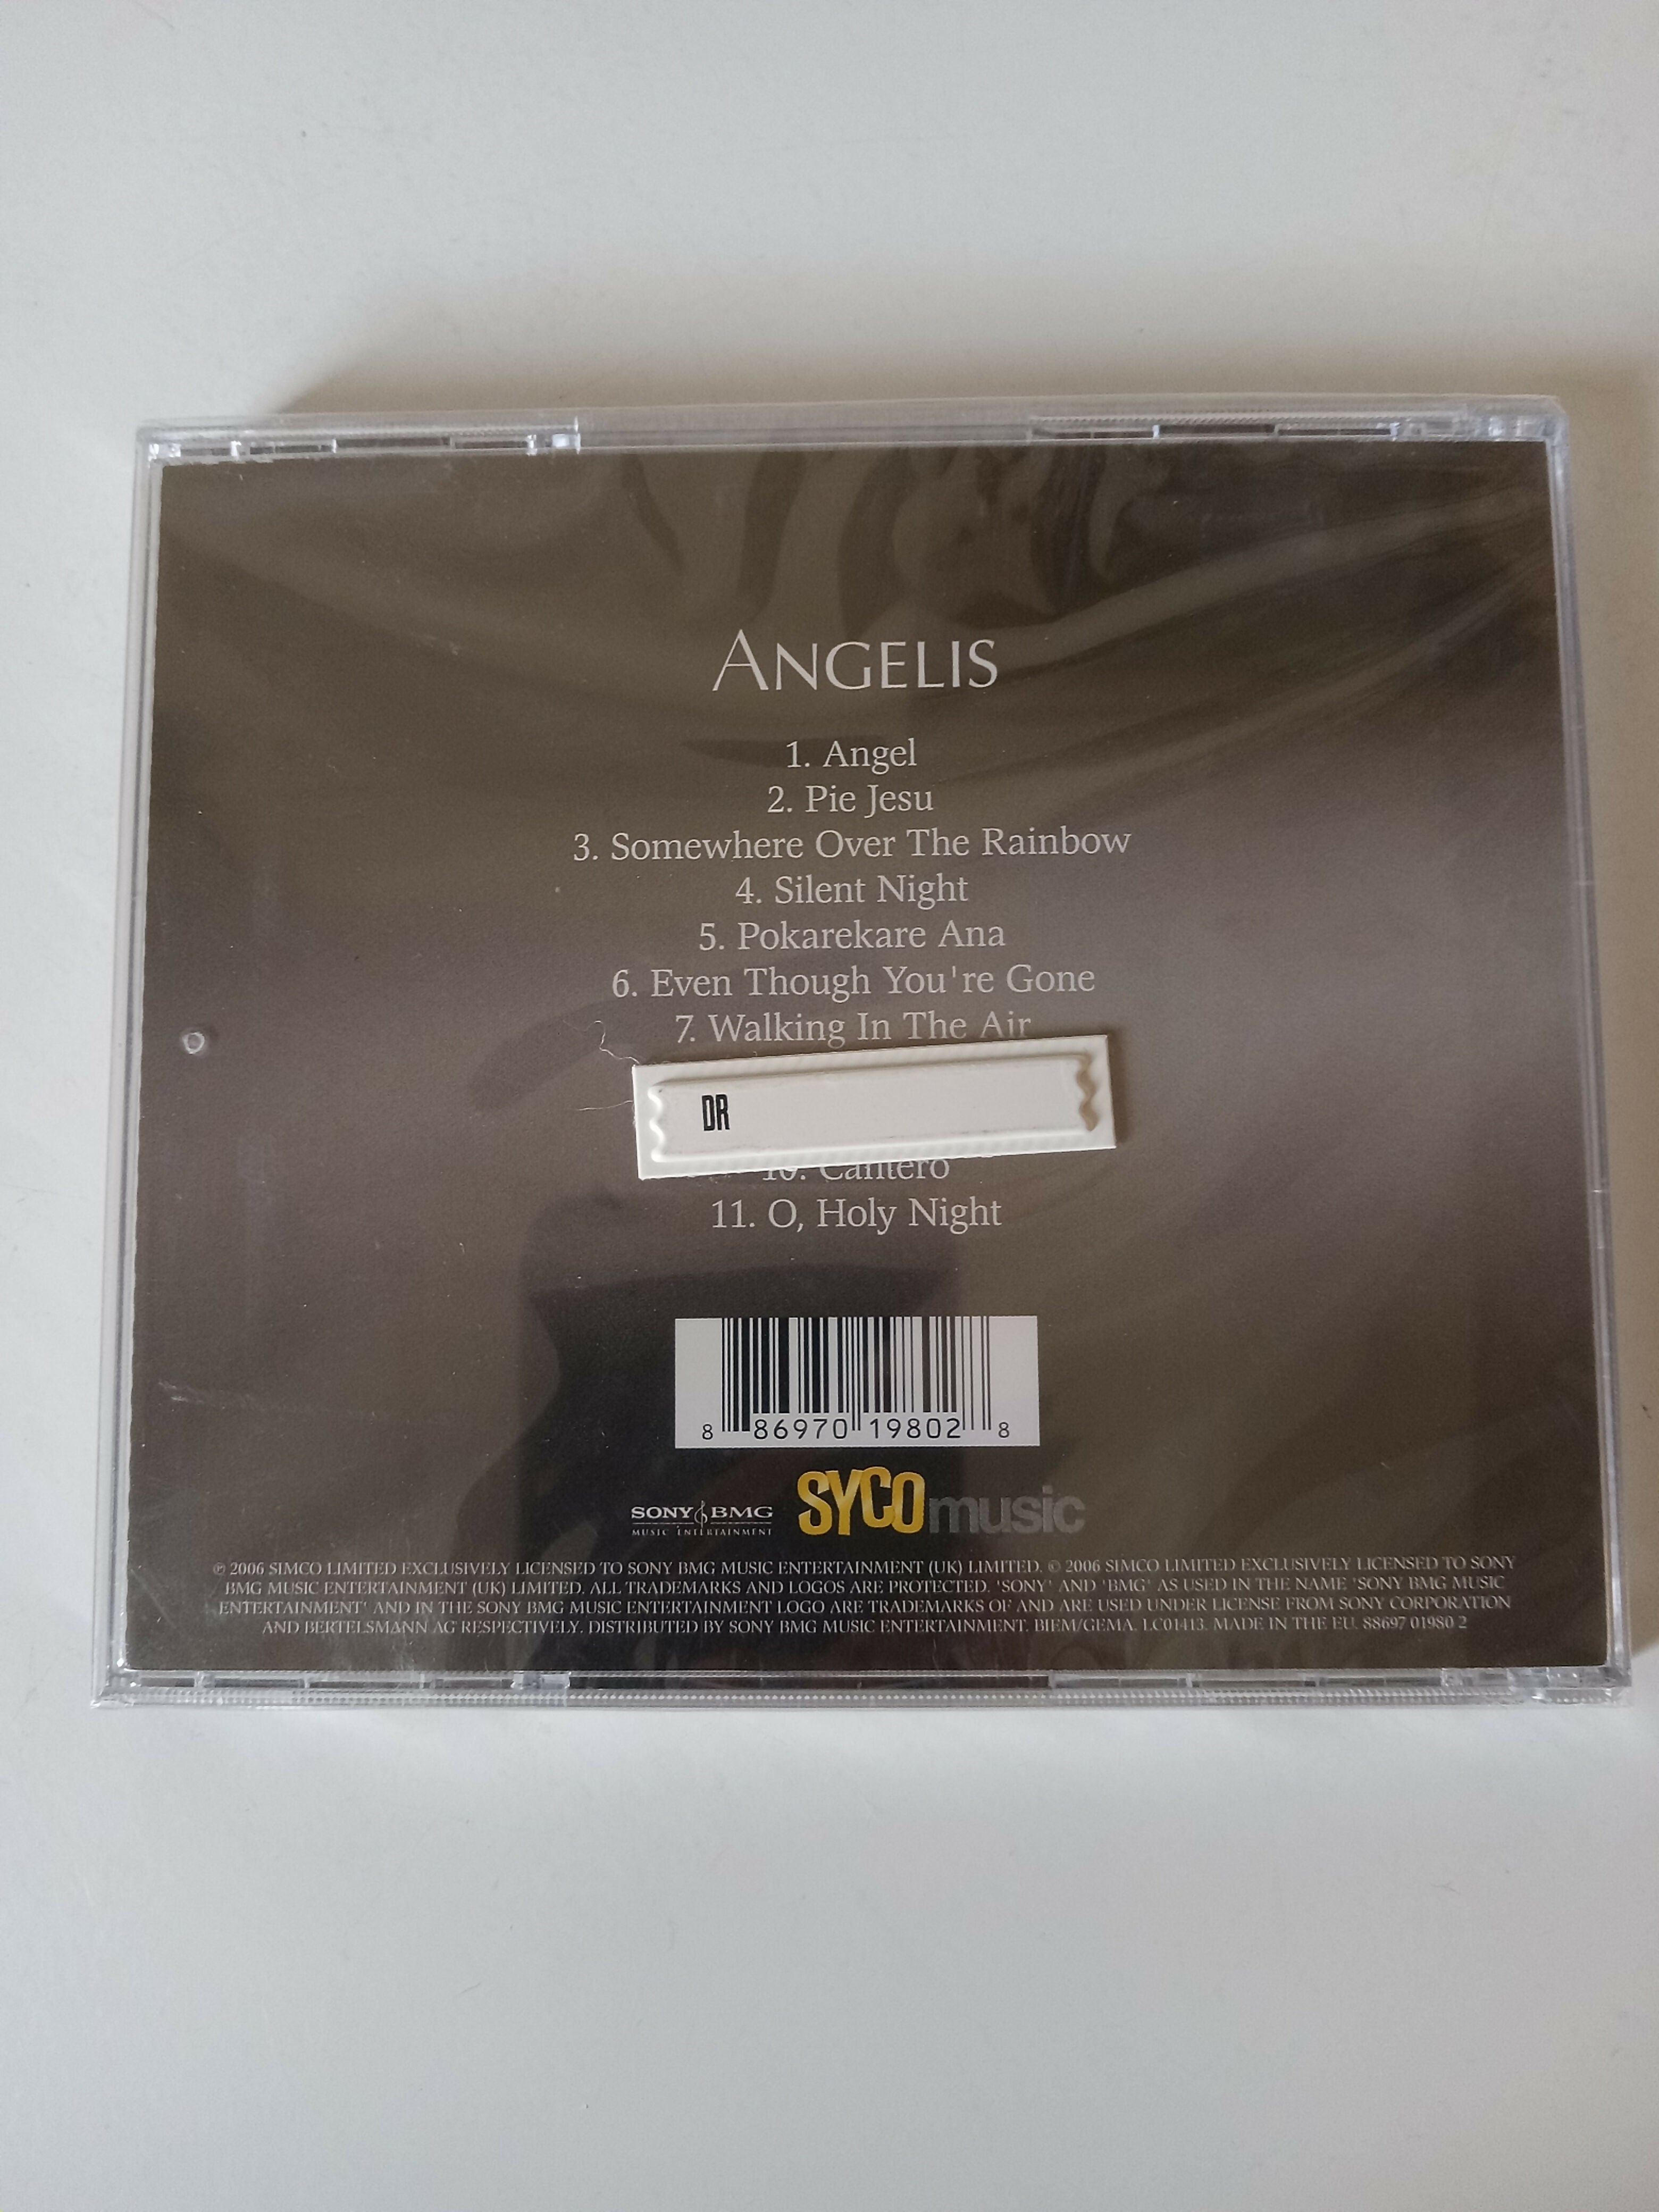 ANGELIS
1. Angel
2. Pie Jesu
3. Somewhere Over The Rainbow
4. Silent Night
5. Pokarekare Ana
6. Even Though You're Gone
7. Walking In The Air
DR
10. Cantero
11. O, Holy Night
8 86970 19802 8
SONY BMG
MUSIC ENTERTAINMENT
SYCOmusic
℗ 2006 SIMCO LIMITED EXCLUSIVELY LICENSED TO SONY BMG MUSIC ENTERTAINMENT (UK) LIMITED. © 2006 SIMCO LIMITED EXCLUSIVELY LICENSED TO SONY
BMG MUSIC ENTERTAINMENT (UK) LIMITED. ALL TRADEMARKS AND LOGOS ARE PROTECTED. 'SONY' AND 'BMG' AS USED IN THE NAME 'SONY BMG MUSIC
ENTERTAINMENT' AND IN THE SONY BMG MUSIC ENTERTAINMENT LOGO ARE TRADEMARKS OF AND ARE USED UNDER LICENSE FROM SONY CORPORATION
AND BERTELSMANN AG RESPECTIVELY. DISTRIBUTED BY SONY BMG MUSIC ENTERTAINMENT. BIEM/GEMA. LC01413. MADE IN THE EU. 88697 01980 2